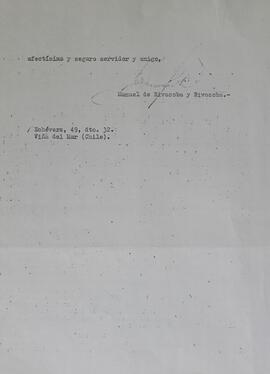 afectísimo y seguro servidor y amigo,
Manuel de Rivacoba y Rivacoba.-
/ Echévers, 49, dto. 32.
Viña del Mar (Chile).